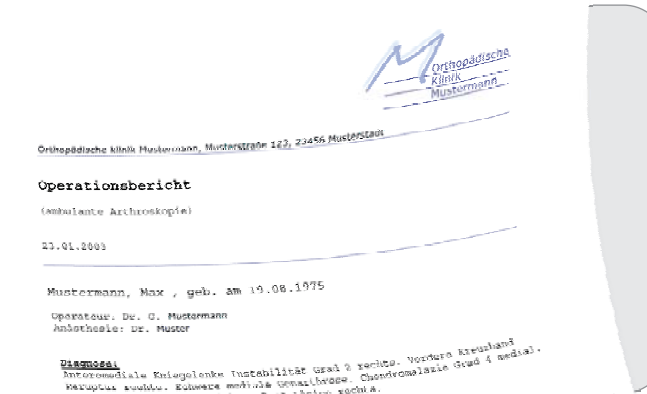 Orthopädische
Klinik
Mustermann
Orthopädische Klinik Mustermann, Musterstraße 123, 23456 Musterstadt
Operationsbericht
(ambulante Arthroskopie)
23.01.2003
Mustermann, Max , geb. am 19.08.1975
Operateur: Dr. G. Mustermann
Anästhesie: Dr. Muster
Diagnose:
Anteromediale Kniegelenks Instabilität Grad 2 rechts. Vordere Kreuzband
Reruptur rechts. Schwere mediale Gonarthrose. Chondromalazie Grad 4 medial.
rechts.